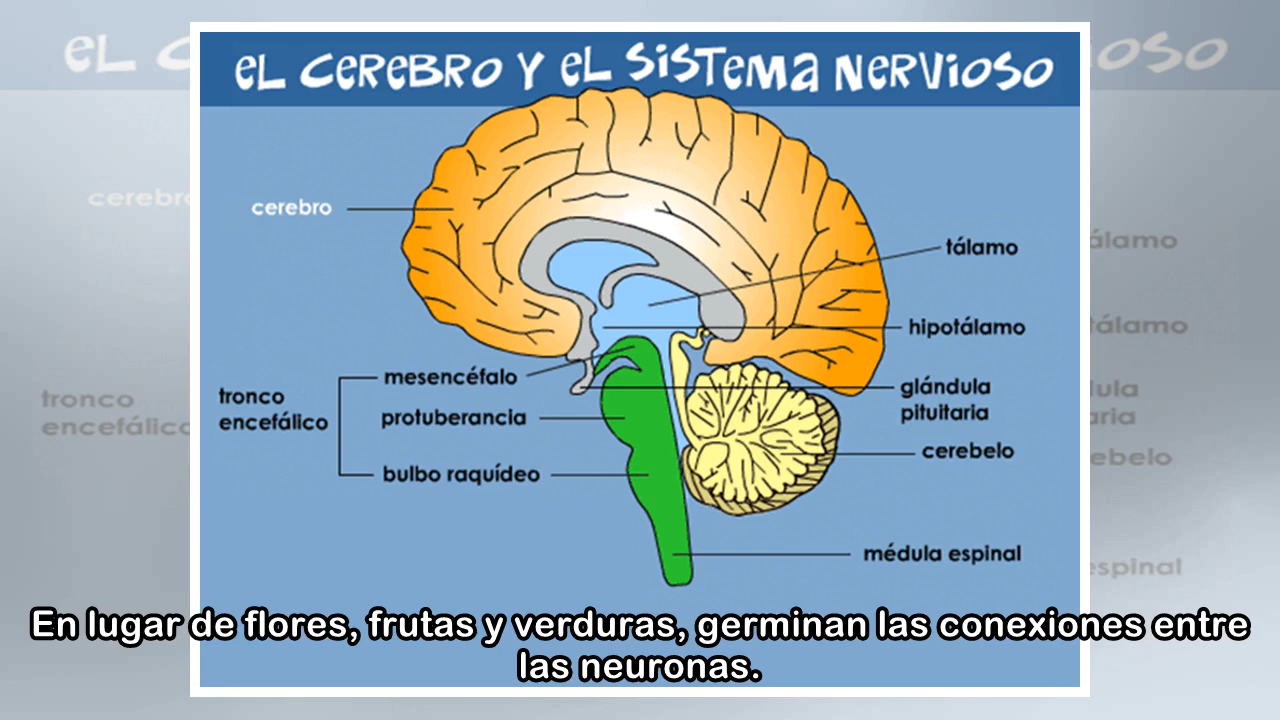 eL CEREBRO Y eL SiSTEMA NERViOSO
cerebro
tálamo
hipotálamo
mesencéfalo
tronco
encefálico
protuberancia
bulbo raquídeo
glándula
pituitaria
cerebelo
médula espinal
En lugar de flores, frutas y verduras, germinan las conexiones entre
las neuronas.